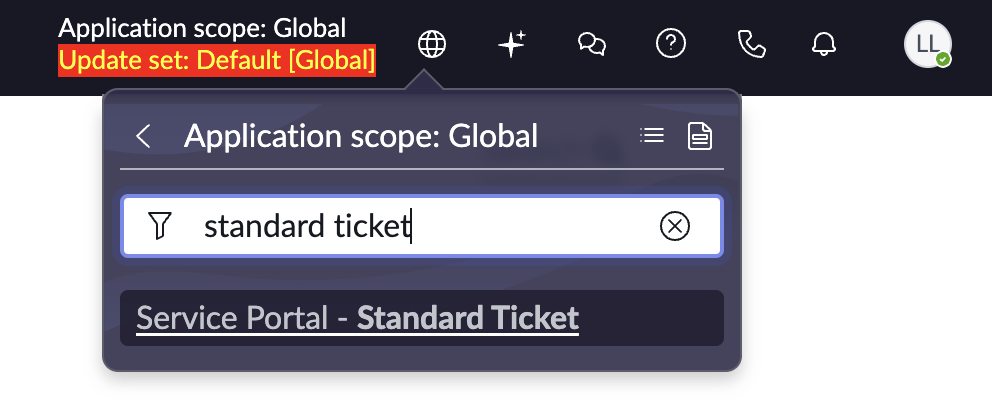 Application scope: Global
Update set: Default [Global]
LL
Application scope: Global
standard ticket
Service Portal - Standard Ticket